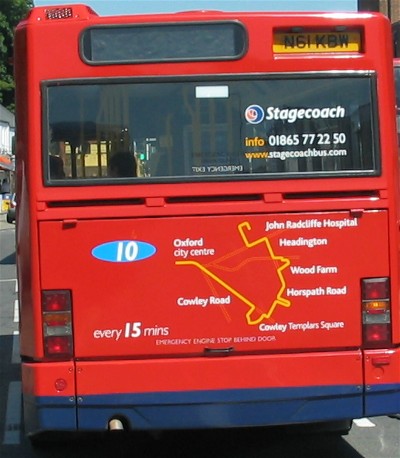 N61 KBW
Stagecoach
info 01865 77 22 50
www.stagecoachbus.com
EMERGENCY EXIT
10
Oxford
city centre
John Radcliffe Hospital
Headington
Wood Farm
Horspath Road
Cowley Road
Cowley Templars Square
every 15 mins
EMERGENCY ENGINE STOP BEHIND DOOR